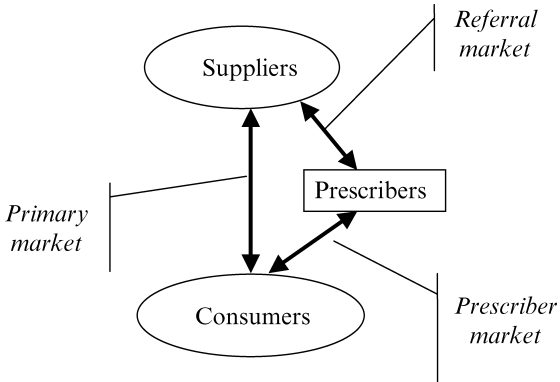 Suppliers
Referral
market
Prescribers
Primary
market
Consumers
Prescriber
market